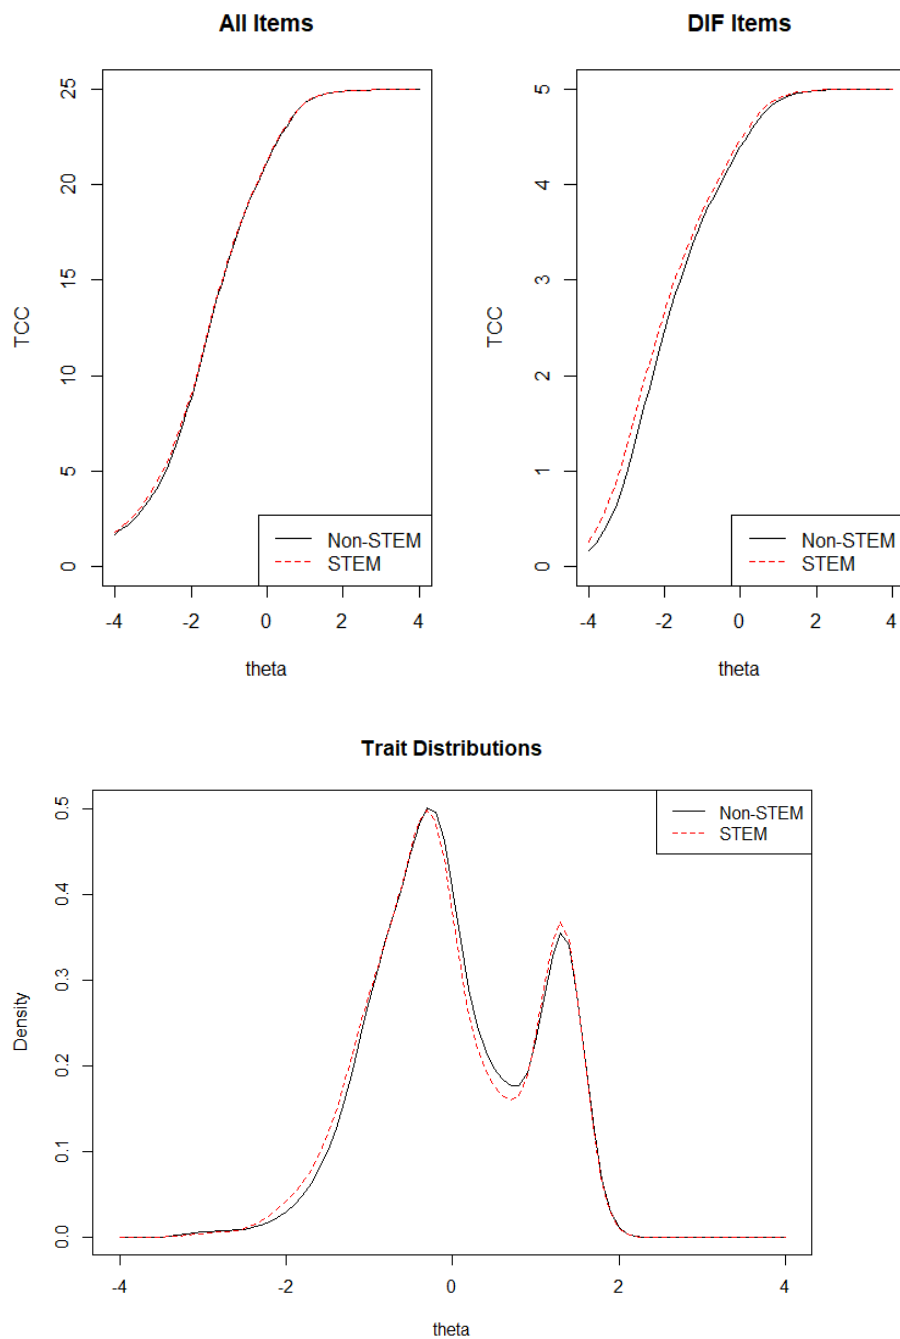 All Items
DIF Items
TCC
25
20
15
10
5
0
-4 -2 0 2 4
theta
Non-STEM
STEM
TCC
5
4
3
2
1
0
-4 -2 0 2 4
theta
Non-STEM
STEM
Trait Distributions
Density
0.5
0.4
0.3
0.2
0.1
0.0
-4 -2 0 2 4
theta
Non-STEM
STEM